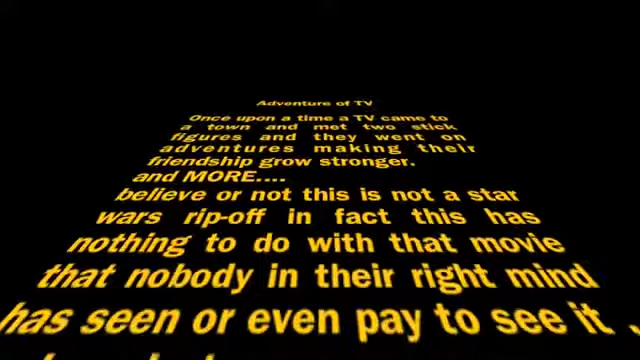 Adventure of TV
Once upon a time a TV came to
a town and met two stick
figures and they went on
adventures making their
friendship grow stronger.
and MORE....
believe or not this is not a star
wars rip-off in fact this has
nothing to do with that movie
that nobody in their right mind
has seen or even pay to see it .